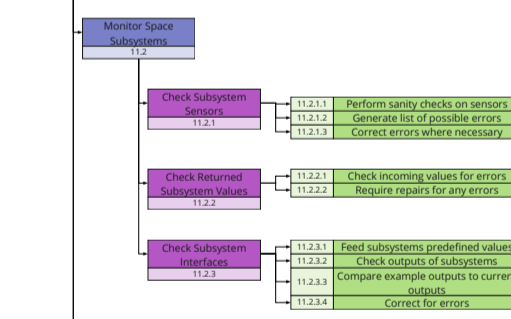 Monitor Space
Subsystems
11.2
Check Subsystem
Sensors
11.2.1
11.2.1.1 Perform sanity checks on sensors
11.2.1.2 Generate list of possible errors
11.2.1.3 Correct errors where necessary
Check Returned
Subsystem Values
11.2.2
11.2.2.1 Check incoming values for errors
11.2.2.2 Require repairs for any errors
Check Subsystem
Interfaces
11.2.3
11.2.3.1 Feed subsystems predefined values
11.2.3.2 Check outputs of subsystems
11.2.3.3 Compare example outputs to
outputs
11.2.3.4 Correct for errors